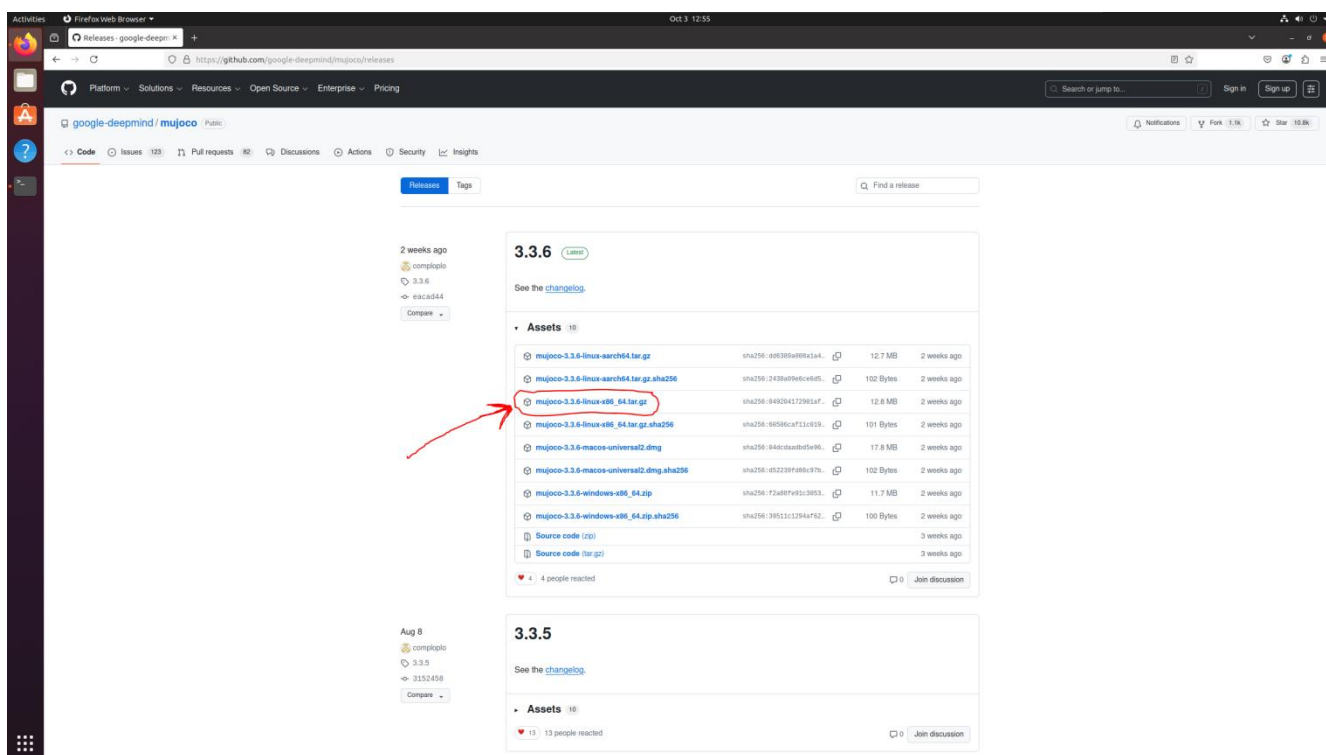 Activities Firefox Web Browser Oct 3 12:55
Releases · google-deepm
https://github.com/google-deepmind/mujoco/releases
Platform Solutions Resources Open Source Enterprise Pricing Search or jump to... Sign in Sign up
google-deepmind / mujoco Public Notifications Fork 1.1k Star 10.8k
Code Issues 123 Pull requests 82 Discussions Actions Security Insights
Releases Tags Find a release
2 weeks ago
comploplo
3.3.6
eacad44
Compare
3.3.6 Latest
See the changelog.
Assets 10
mujoco-3.3.6-linux-aarch64.tar.gz 12.7 MB 2 weeks ago
mujoco-3.3.6-linux-aarch64.tar.gz.sha256 102 Bytes 2 weeks ago
mujoco-3.3.6-linux-x86_64.tar.gz 12.8 MB 2 weeks ago
mujoco-3.3.6-linux-x86_64.tar.gz.sha256 101 Bytes 2 weeks ago
mujoco-3.3.6-macos-universal2.dmg 17.8 MB 2 weeks ago
mujoco-3.3.6-macos-universal2.dmg.sha256 102 Bytes 2 weeks ago
mujoco-3.3.6-windows-x86_64.zip 11.7 MB 2 weeks ago
mujoco-3.3.6-windows-x86_64.zip.sha256 100 Bytes 2 weeks ago
Source code (zip) 3 weeks ago
Source code (tar.gz) 3 weeks ago
4 4 people reacted 0 Join discussion
Aug 8
comploplo
3.3.5
3152458
Compare
3.3.5
See the changelog.
Assets 10
13 13 people reacted 0 Join discussion